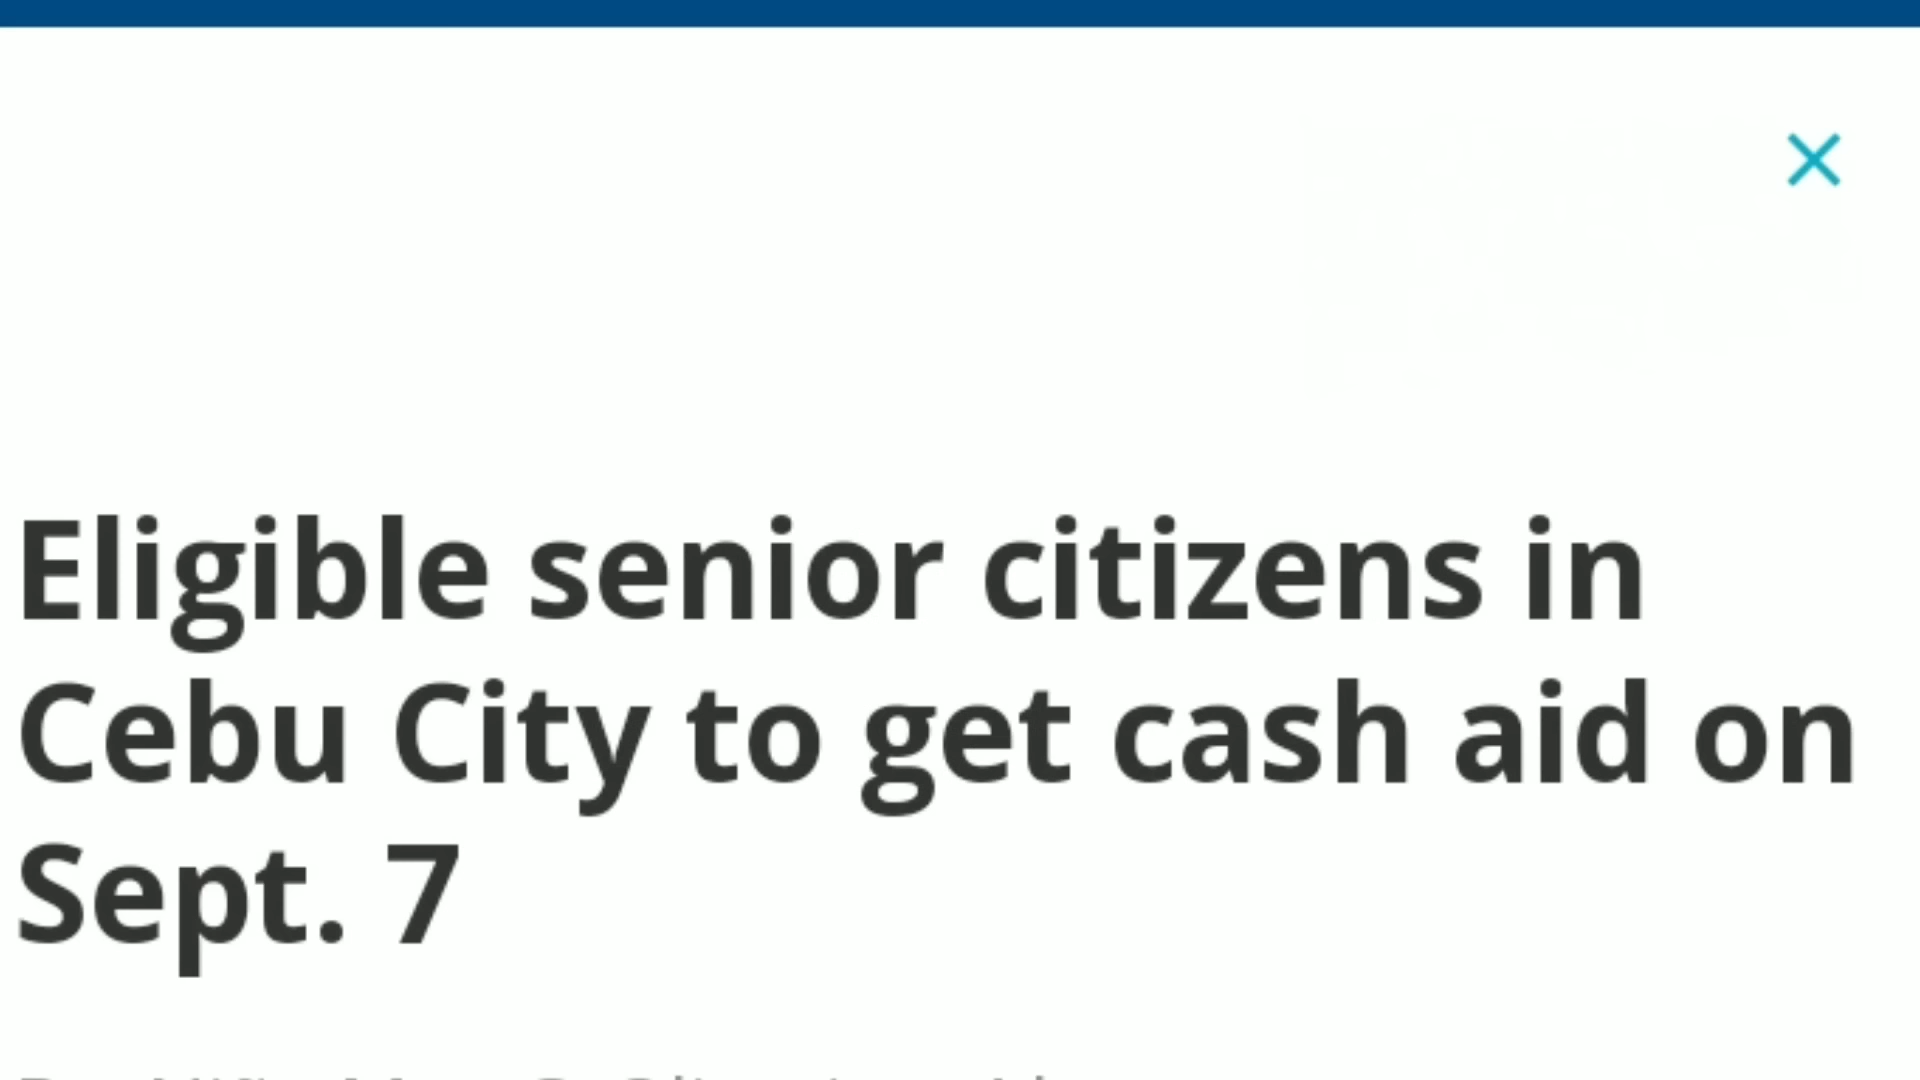 Eligible senior citizens in
Cebu City to get cash aid on
Sept. 7